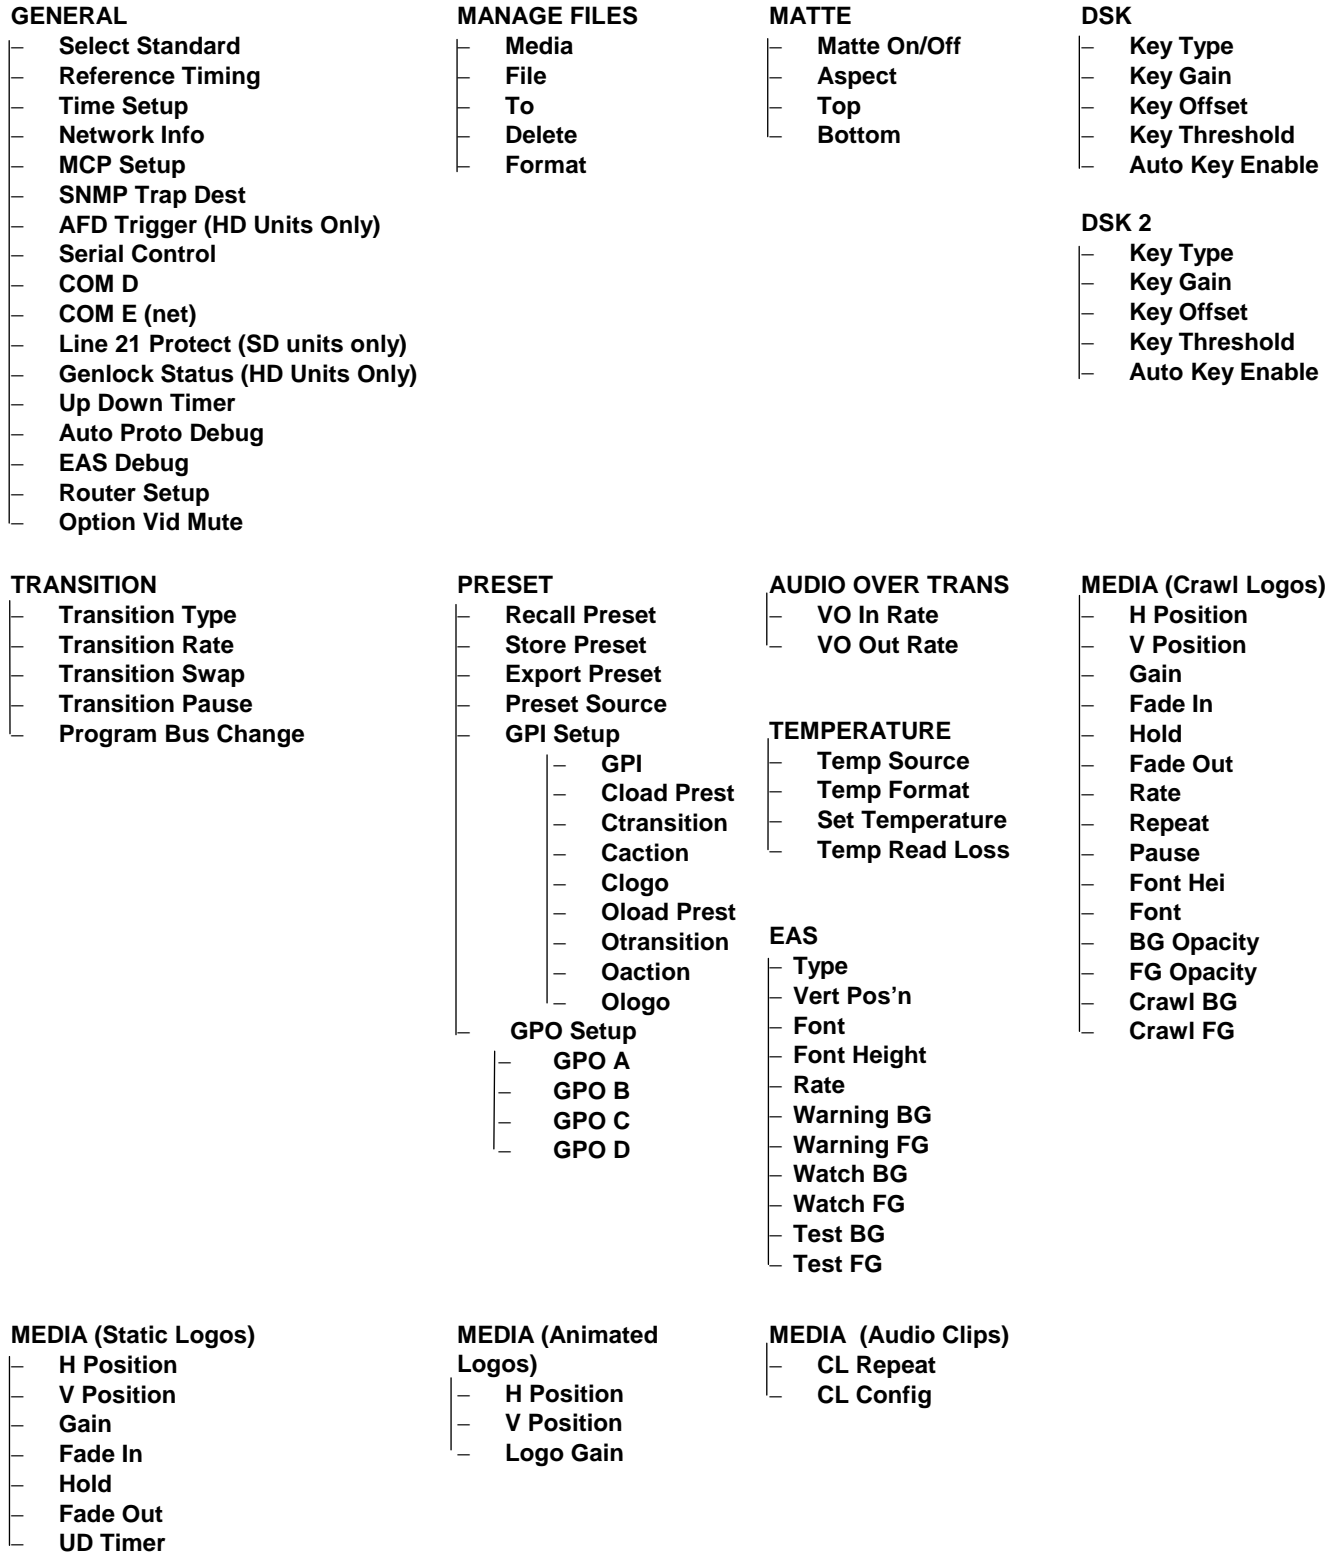 GENERAL
Select Standard
Reference Timing
Time Setup
Network Info
MCP Setup
SNMP Trap Dest
AFD Trigger (HD Units Only)
Serial Control
COM D
COM E (net)
Line 21 Protect (SD units only)
Genlock Status (HD Units Only)
Up Down Timer
Auto Proto Debug
EAS Debug
Router Setup
Option Vid Mute
MANAGE FILES
Media
File
To
Delete
Format
MATTE
Matte On/Off
Aspect
Top
Bottom
DSK
Key Type
Key Gain
Key Offset
Key Threshold
Auto Key Enable
DSK 2
Key Type
Key Gain
Key Offset
Key Threshold
Auto Key Enable
TRANSITION
Transition Type
Transition Rate
Transition Swap
Transition Pause
Program Bus Change
PRESET
Recall Preset
Store Preset
Export Preset
Preset Source
GPI Setup
GPI
Cload Prest
Ctransition
Caction
Clogo
Oload Prest
Otransition
Oaction
Ologo
GPO Setup
GPO A
GPO B
GPO C
GPO D
AUDIO OVER TRANS
VO In Rate
VO Out Rate
TEMPERATURE
Temp Source
Temp Format
Set Temperature
Temp Read Loss
EAS
Type
Vert Pos’n
Font
Font Height
Rate
Warning BG
Warning FG
Watch BG
Watch FG
Test BG
Test FG
MEDIA (Crawl Logos)
H Position
V Position
Gain
Fade In
Hold
Fade Out
Rate
Repeat
Pause
Font Hei
Font
BG Opacity
FG Opacity
Crawl BG
Crawl FG
MEDIA (Static Logos)
H Position
V Position
Gain
Fade In
Hold
Fade Out
UD Timer
MEDIA (Animated
Logos)
H Position
V Position
Logo Gain
MEDIA (Audio Clips)
CL Repeat
CL Config